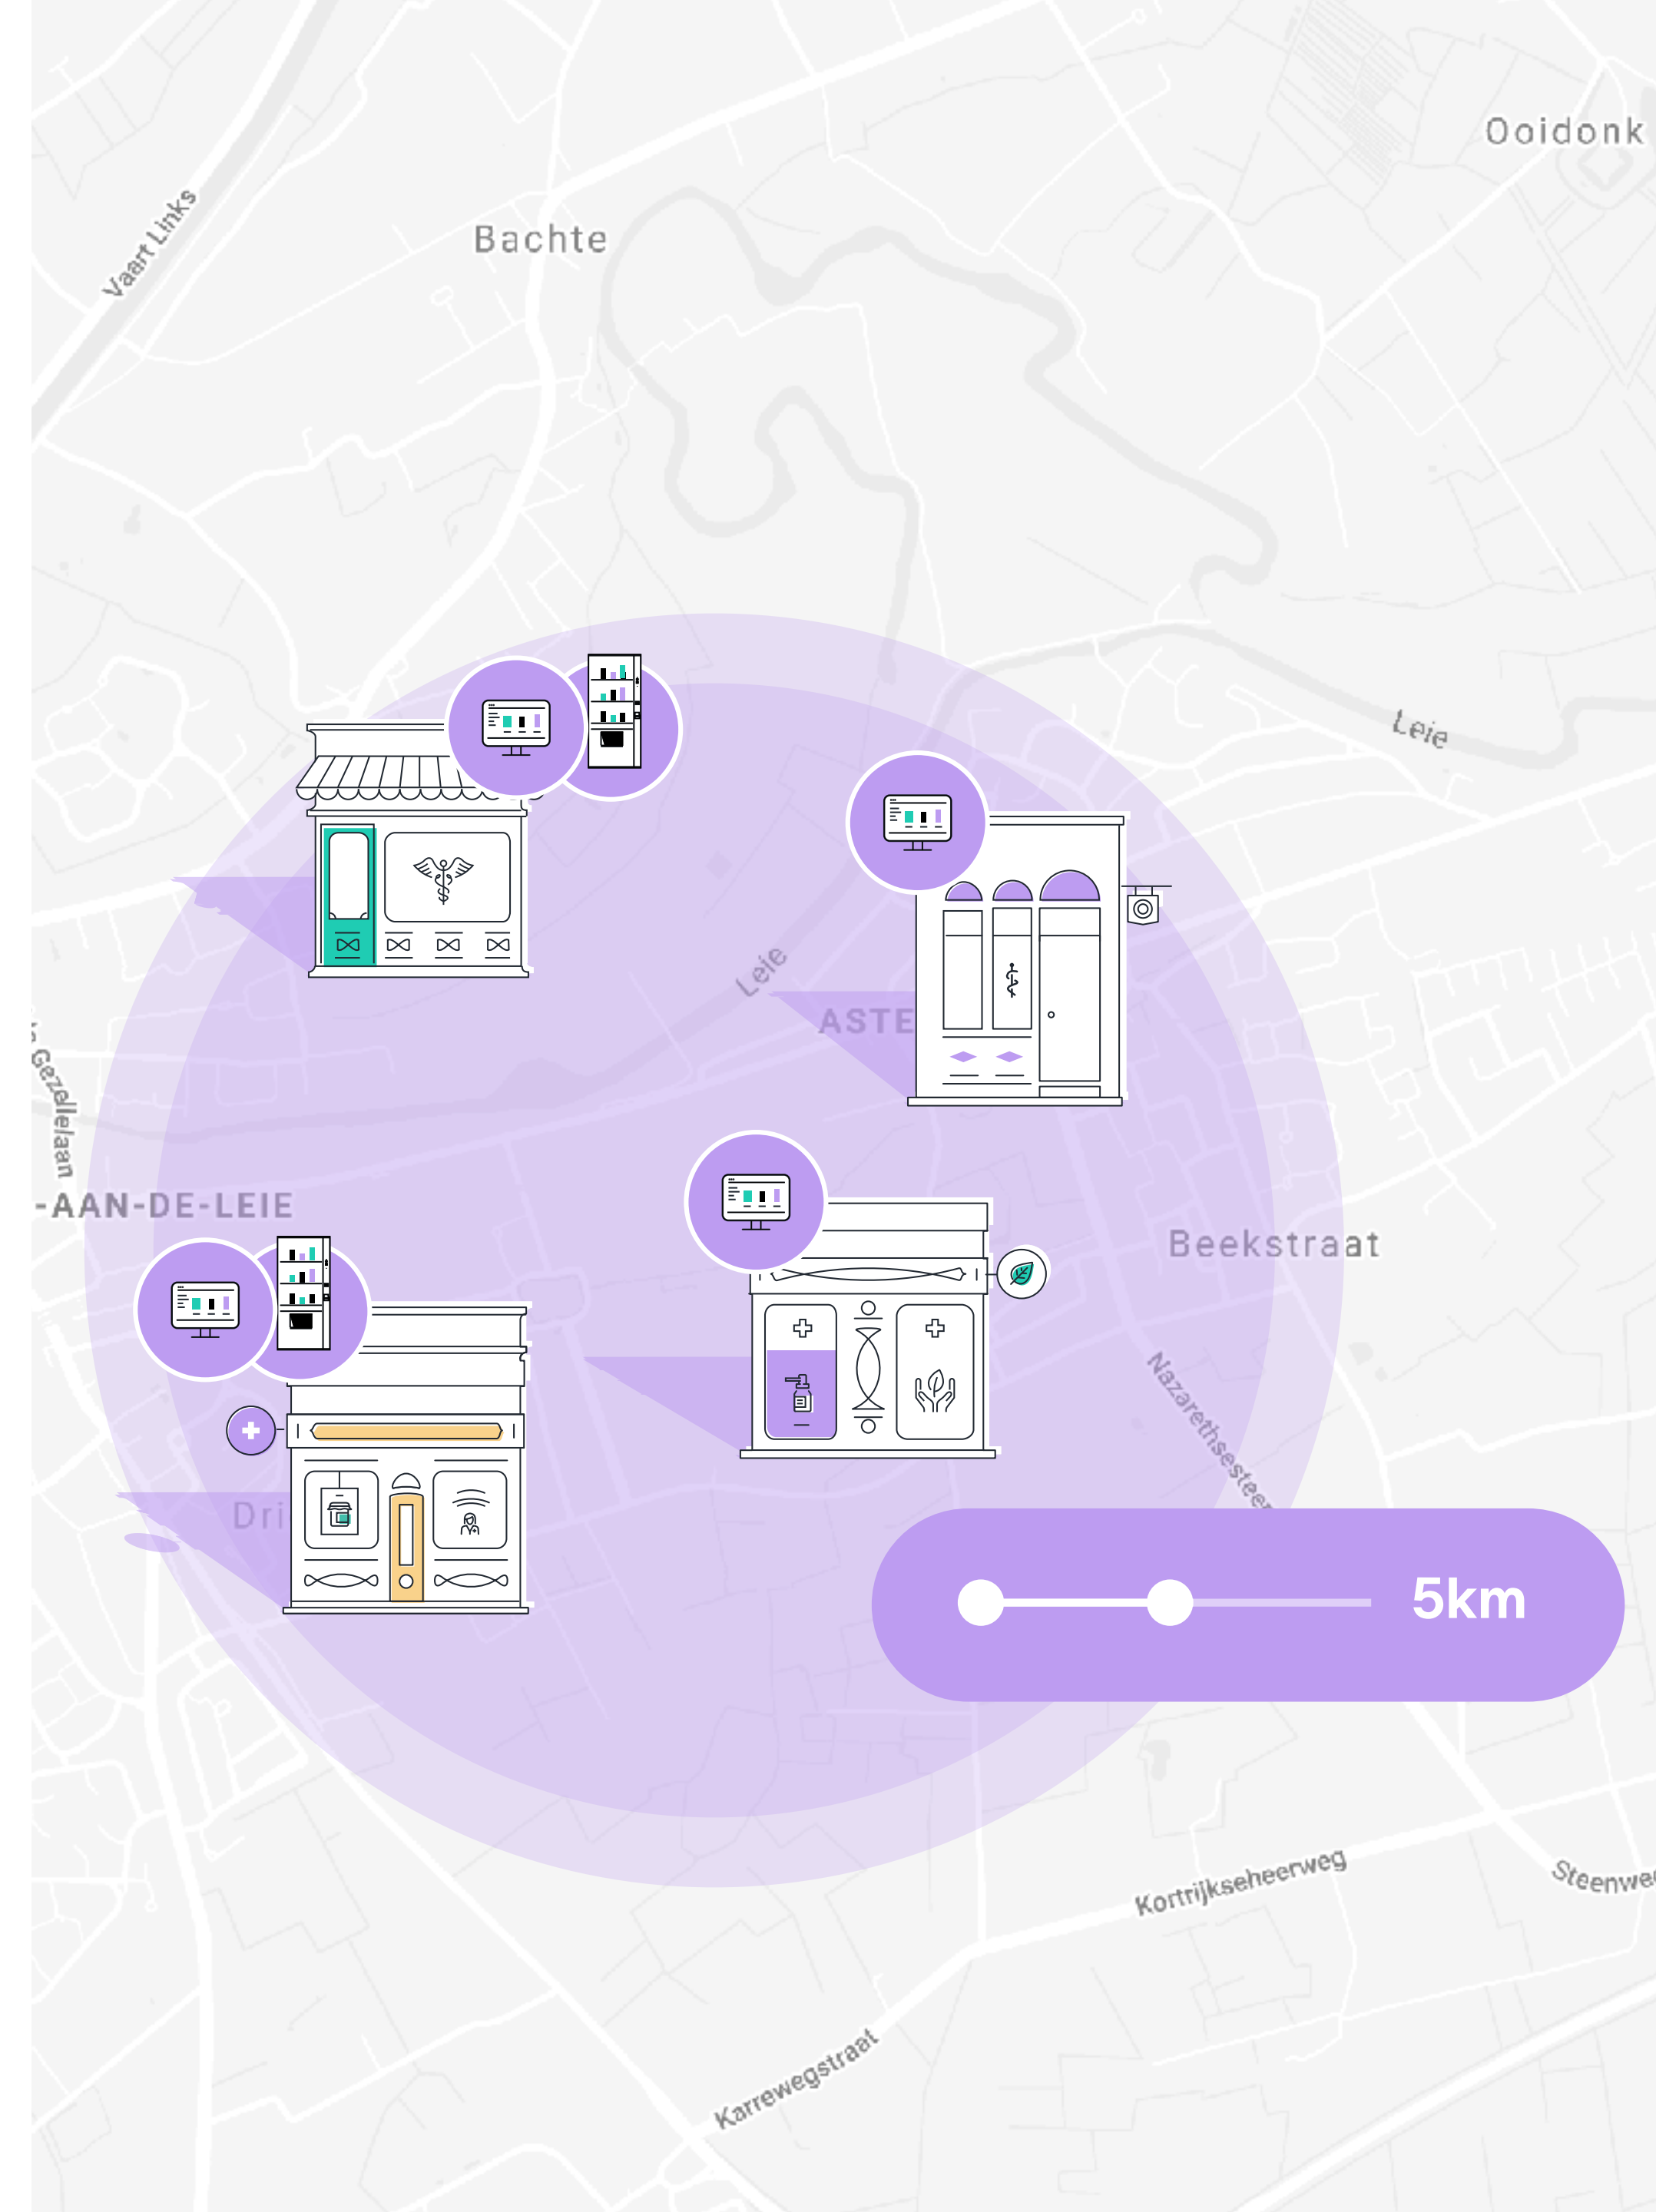 Ooidonk
Bachte
Vaart Links
Leie
Leie
ASTE
Gezellelaan
-AAN-DE-LEIE
Beekstraat
Nazarethsesteen
Dri
5km
Kortrijkseheerweg
Steenwe
Karrewegstraat